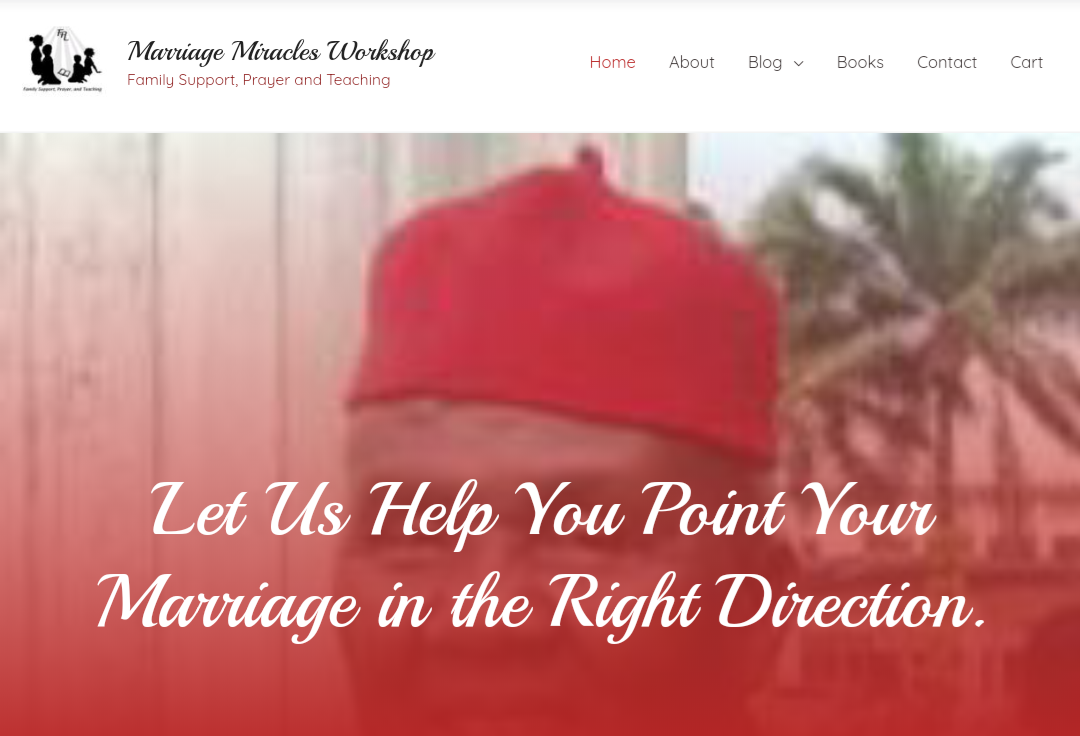 FPL
Family Support, Prayer, and Teaching
Marriage Miracles Workshop
Family Support, Prayer and Teaching
Home
About
Blog
Books
Contact
Cart
Let Us Help You Point Your
Marriage in the Right Direction.